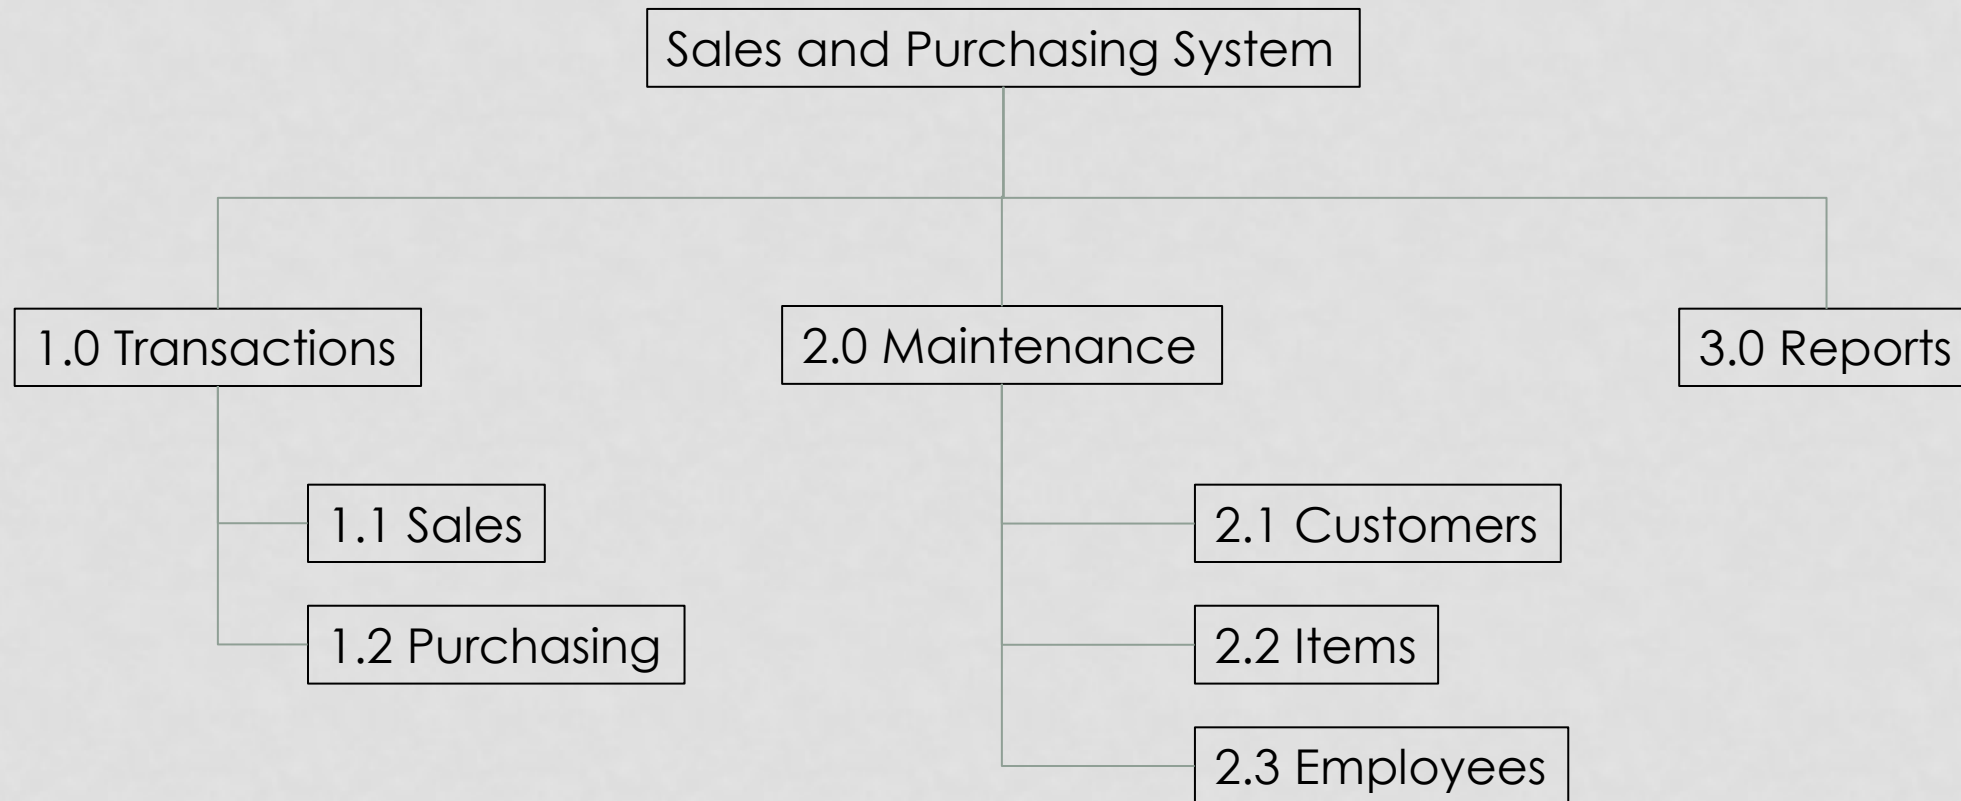 Sales and Purchasing System
1.0 Transactions
2.0 Maintenance
3.0 Reports
1.1 Sales
2.1 Customers
1.2 Purchasing
2.2 Items
2.3 Employees